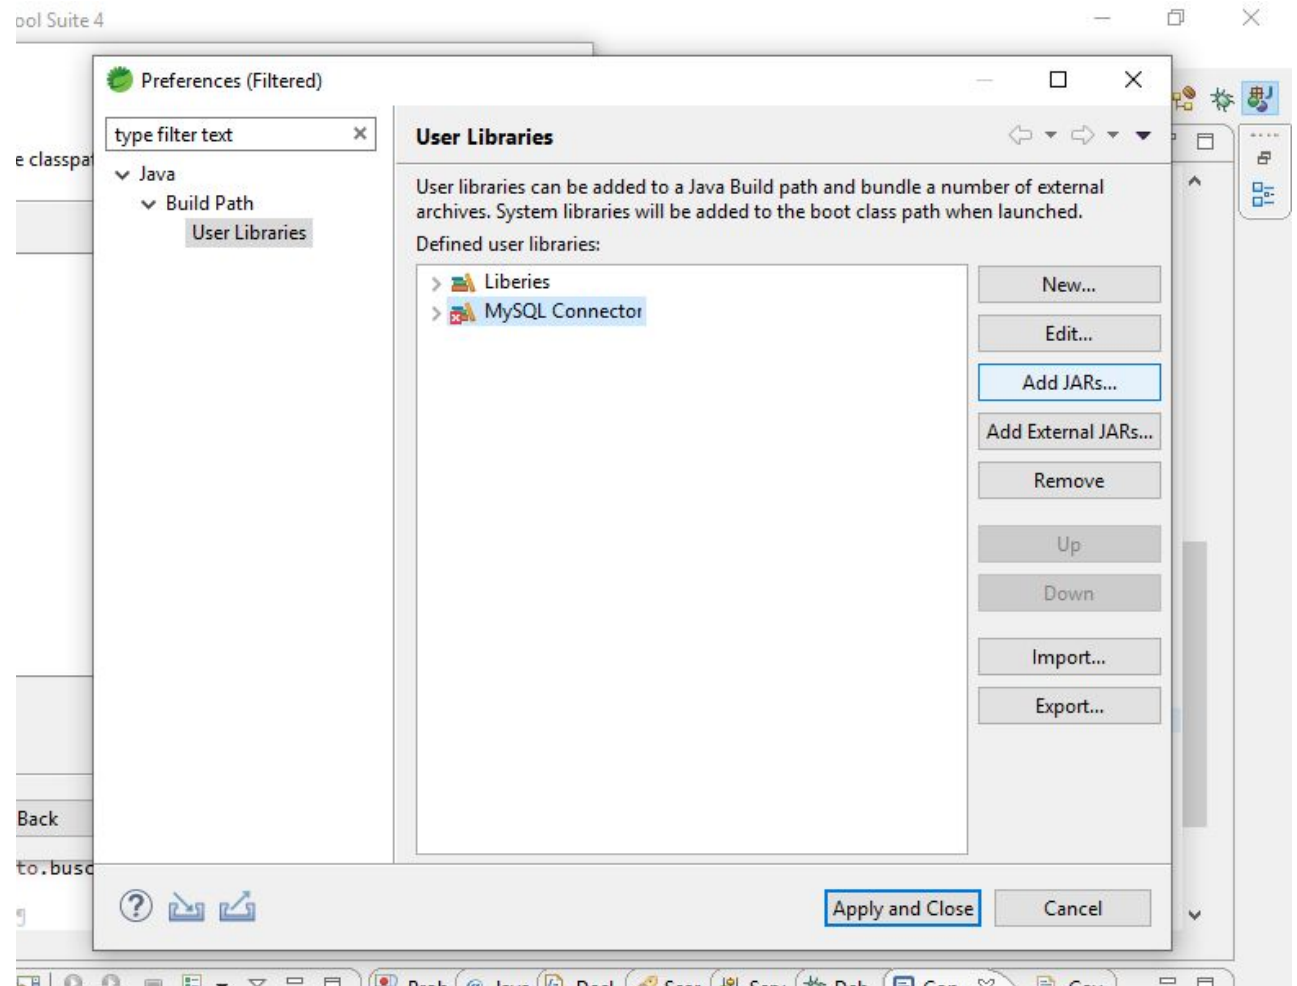 ool Suite 4
Preferences (Filtered)
type filter text
User Libraries
e classpa
Java
Build Path
User Libraries
User libraries can be added to a Java Build path and bundle a number of external
archives. System libraries will be added to the boot class path when launched.
Defined user libraries:
Liberies
MySQL Connector
New...
Edit...
Add JARs...
Add External JARs...
Remove
Up
Down
Import...
Export...
Back
to.busc
Apply and Close
Cancel